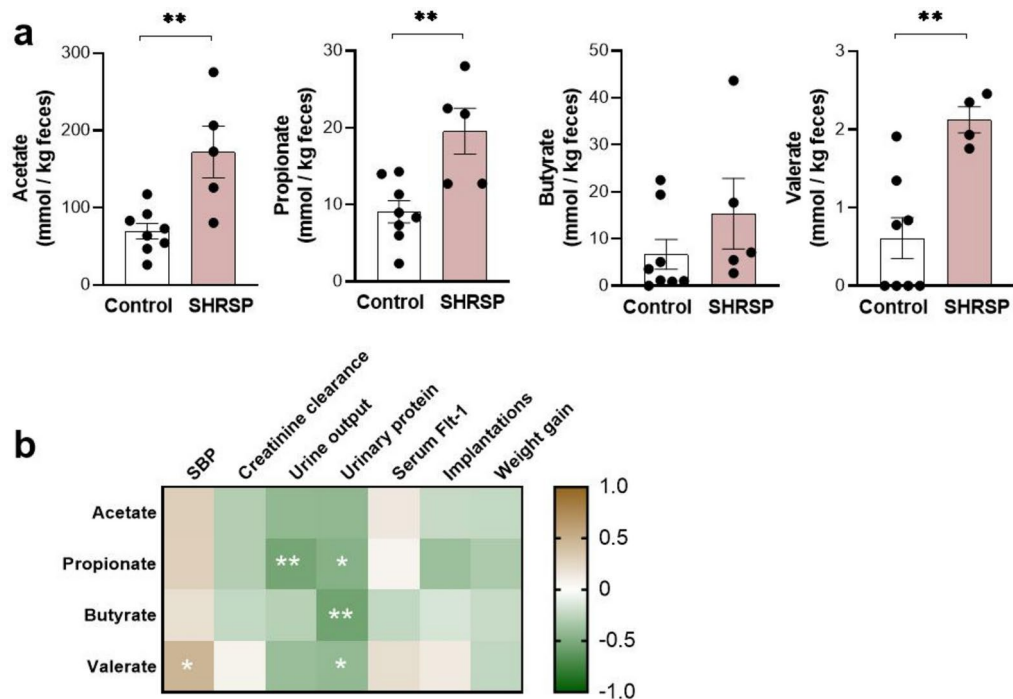 a
**
**
**
300
200
100
0
Acetate
(mmol / kg feces)
Control
SHRSP
30
20
10
0
Propionate
(mmol / kg feces)
Control
SHRSP
50
40
30
20
10
0
Butyrate
(mmol / kg feces)
Control
SHRSP
3
2
1
0
Valerate
(mmol / kg feces)
Control
SHRSP
b
SBP
Creatinine clearance
Urine output
Urinary protein
Serum Flt-1
Implantations
Weight gain
Acetate
Propionate
** *
Butyrate
**
Valerate
* *
1.0
0.5
0
-0.5
-1.0